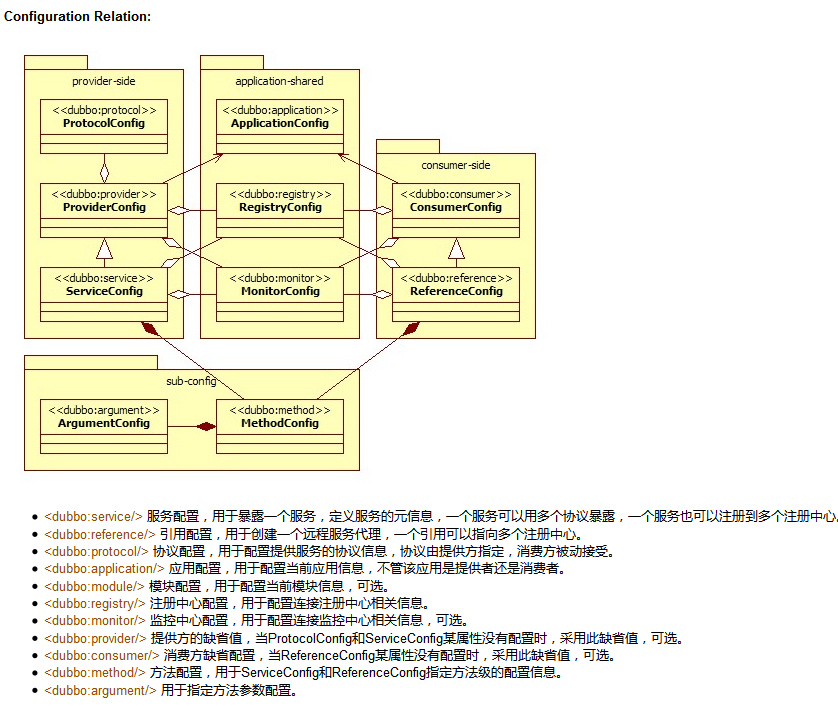 Configuration Relation:
provider-side
application-shared
<<dubbo:protocol>>
ProtocolConfig
<<dubbo:application>>
ApplicationConfig
consumer-side
<<dubbo:provider>>
ProviderConfig
<<dubbo:registry>>
RegistryConfig
<<dubbo:consumer>>
ConsumerConfig
<<dubbo:service>>
ServiceConfig
<<dubbo:monitor>>
MonitorConfig
<<dubbo:reference>>
ReferenceConfig
sub-config
<<dubbo:argument>>
ArgumentConfig
<<dubbo:method>>
MethodConfig
<dubbo:service/> 服务配置，用于暴露一个服务，定义服务的元信息，一个服务可以用多个协议暴露，一个服务也可以注册到多个注册中心。
<dubbo:reference/> 引用配置，用于创建一个远程服务代理，一个引用可以指向多个注册中心。
<dubbo:protocol/> 协议配置，用于配置提供服务的协议信息，协议由提供方指定，消费方被动接受。
<dubbo:application/> 应用配置，用于配置当前应用信息，不管该应用是提供者还是消费者。
<dubbo:module/> 模块配置，用于配置当前模块信息，可选。
<dubbo:registry/> 注册中心配置，用于配置连接注册中心相关信息。
<dubbo:monitor/> 监控中心配置，用于配置连接监控中心相关信息，可选。
<dubbo:provider/> 提供方的缺省值，当ProtocolConfig和ServiceConfig某属性没有配置时，采用此缺省值，可选。
<dubbo:consumer/> 消费方缺省配置，当ReferenceConfig某属性没有配置时，采用此缺省值，可选。
<dubbo:method/> 方法配置，用于ServiceConfig和ReferenceConfig指定方法级的配置信息。
<dubbo:argument/> 用于指定方法参数配置。